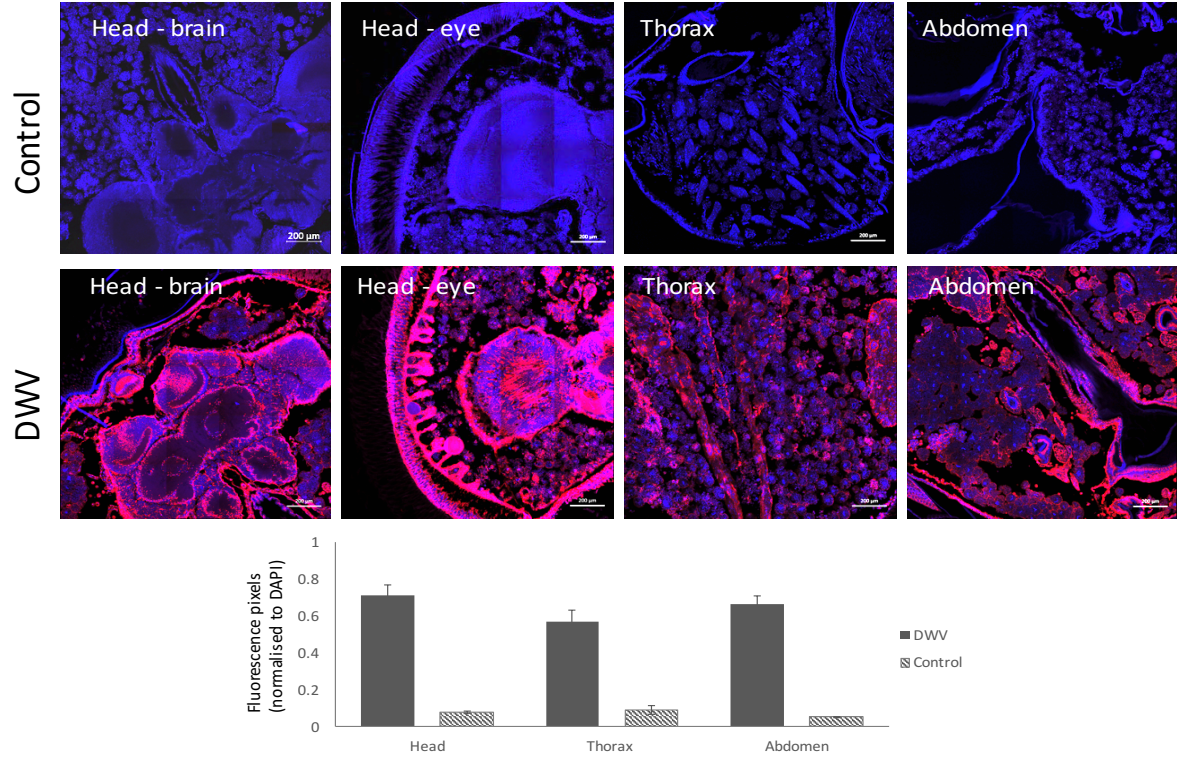 Control
Head - brain
200 µm
Head - eye
200 µm
Thorax
200 µm
Abdomen
200 µm
DWV
Head - brain
200 µm
Head - eye
200 µm
Thorax
200 µm
Abdomen
200 µm
Fluorescence pixels
(normalised to DAPI)
1
0.8
0.6
0.4
0.2
0
Head
Thorax
Abdomen
DWV
Control